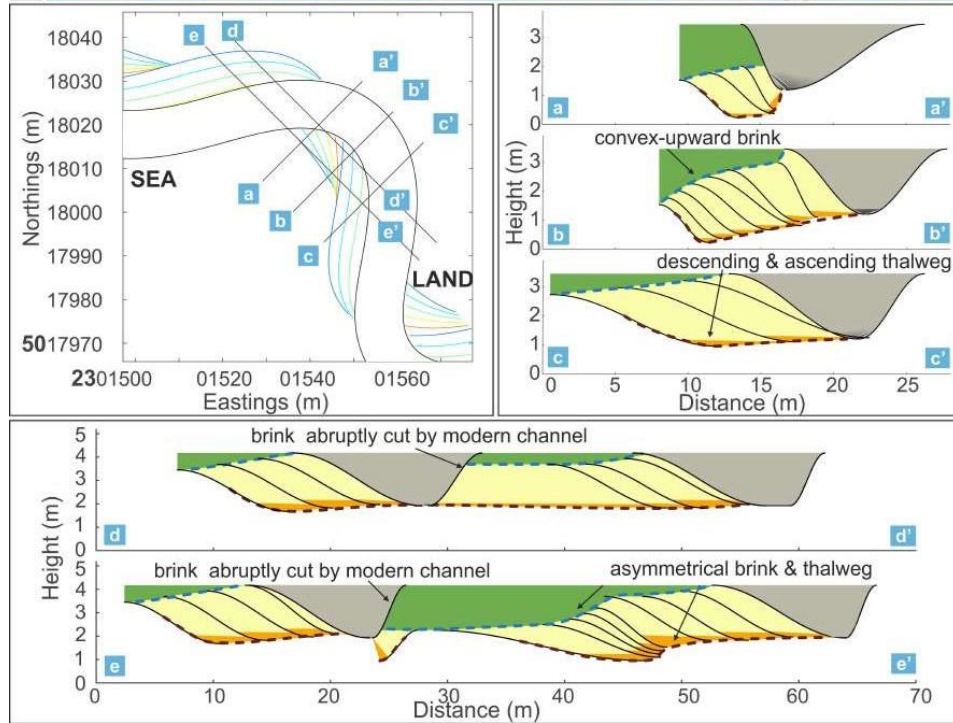 18040
18030
18020
18010
18000
17990
17980
5017970
Northings (m)
2301500 01520 01540 01560
Eastings (m)
SEA
LAND
e
d
a'
b'
c'
a
b
c
d'
e'
3
2
1
0
a
a'
convex-upward brink
3
2
1
0
b
b'
Height (m)
descending & ascending thalweg
3
2
1
0
c
c'
0 5 10 15 20 25
Distance (m)
5
4
3
2
1
0
brink abruptly cut by modern channel
d
d'
Height (m)
5
4
3
2
1
0
brink abruptly cut by modern channel
asymmetrical brink & thalweg
e
e'
0 10 20 30 40 50 60 70
Distance (m)